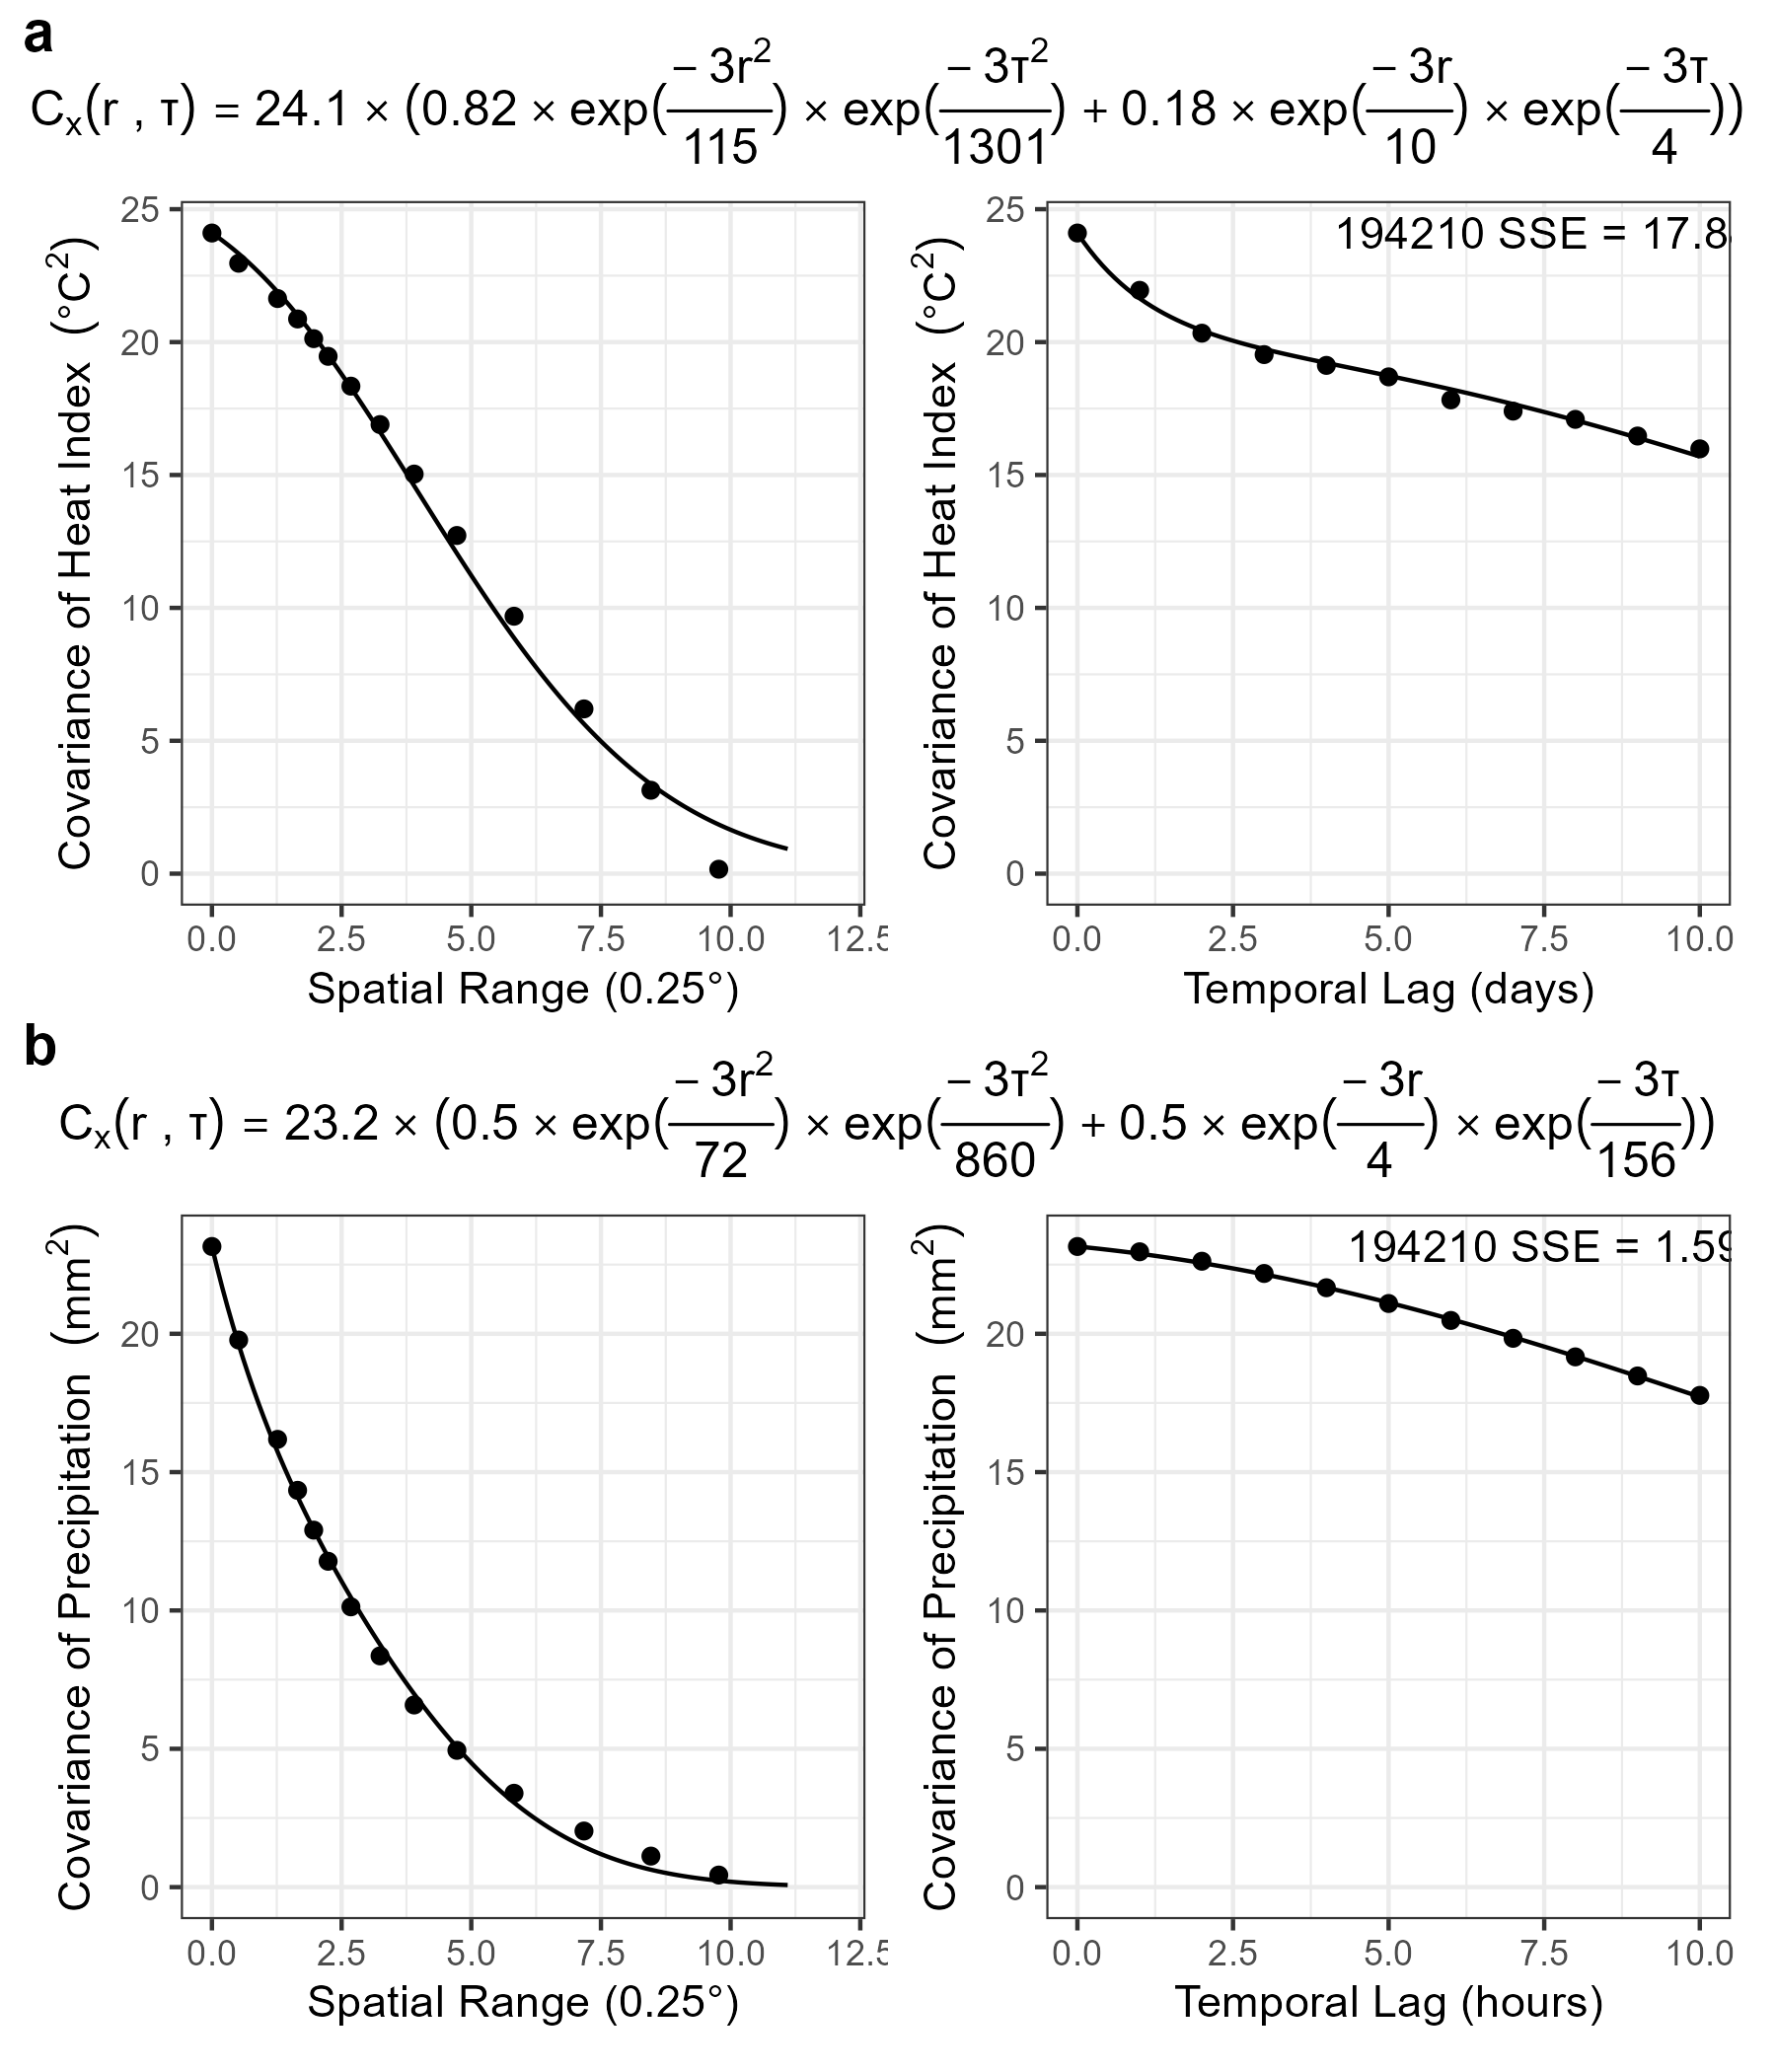 a
Cₓ(r , τ) = 24.1 × (0.82 × exp(− 3r²/115) × exp(− 3τ²/1301) + 0.18 × exp(− 3r/10) × exp(− 3τ/4))
25
20
15
10
5
0
Covariance of Heat Index (°C²)
0.0 2.5 5.0 7.5 10.0 12.5
Spatial Range (0.25°)
194210 SSE = 17.8
25
20
15
10
5
0
Covariance of Heat Index (°C²)
0.0 2.5 5.0 7.5 10.0
Temporal Lag (days)
b
Cₓ(r , τ) = 23.2 × (0.5 × exp(− 3r²/72) × exp(− 3τ²/860) + 0.5 × exp(− 3r/4) × exp(− 3τ/156))
20
15
10
5
0
Covariance of Precipitation (mm²)
0.0 2.5 5.0 7.5 10.0 12.5
Spatial Range (0.25°)
194210 SSE = 1.59
20
15
10
5
0
Covariance of Precipitation (mm²)
0.0 2.5 5.0 7.5 10.0
Temporal Lag (hours)